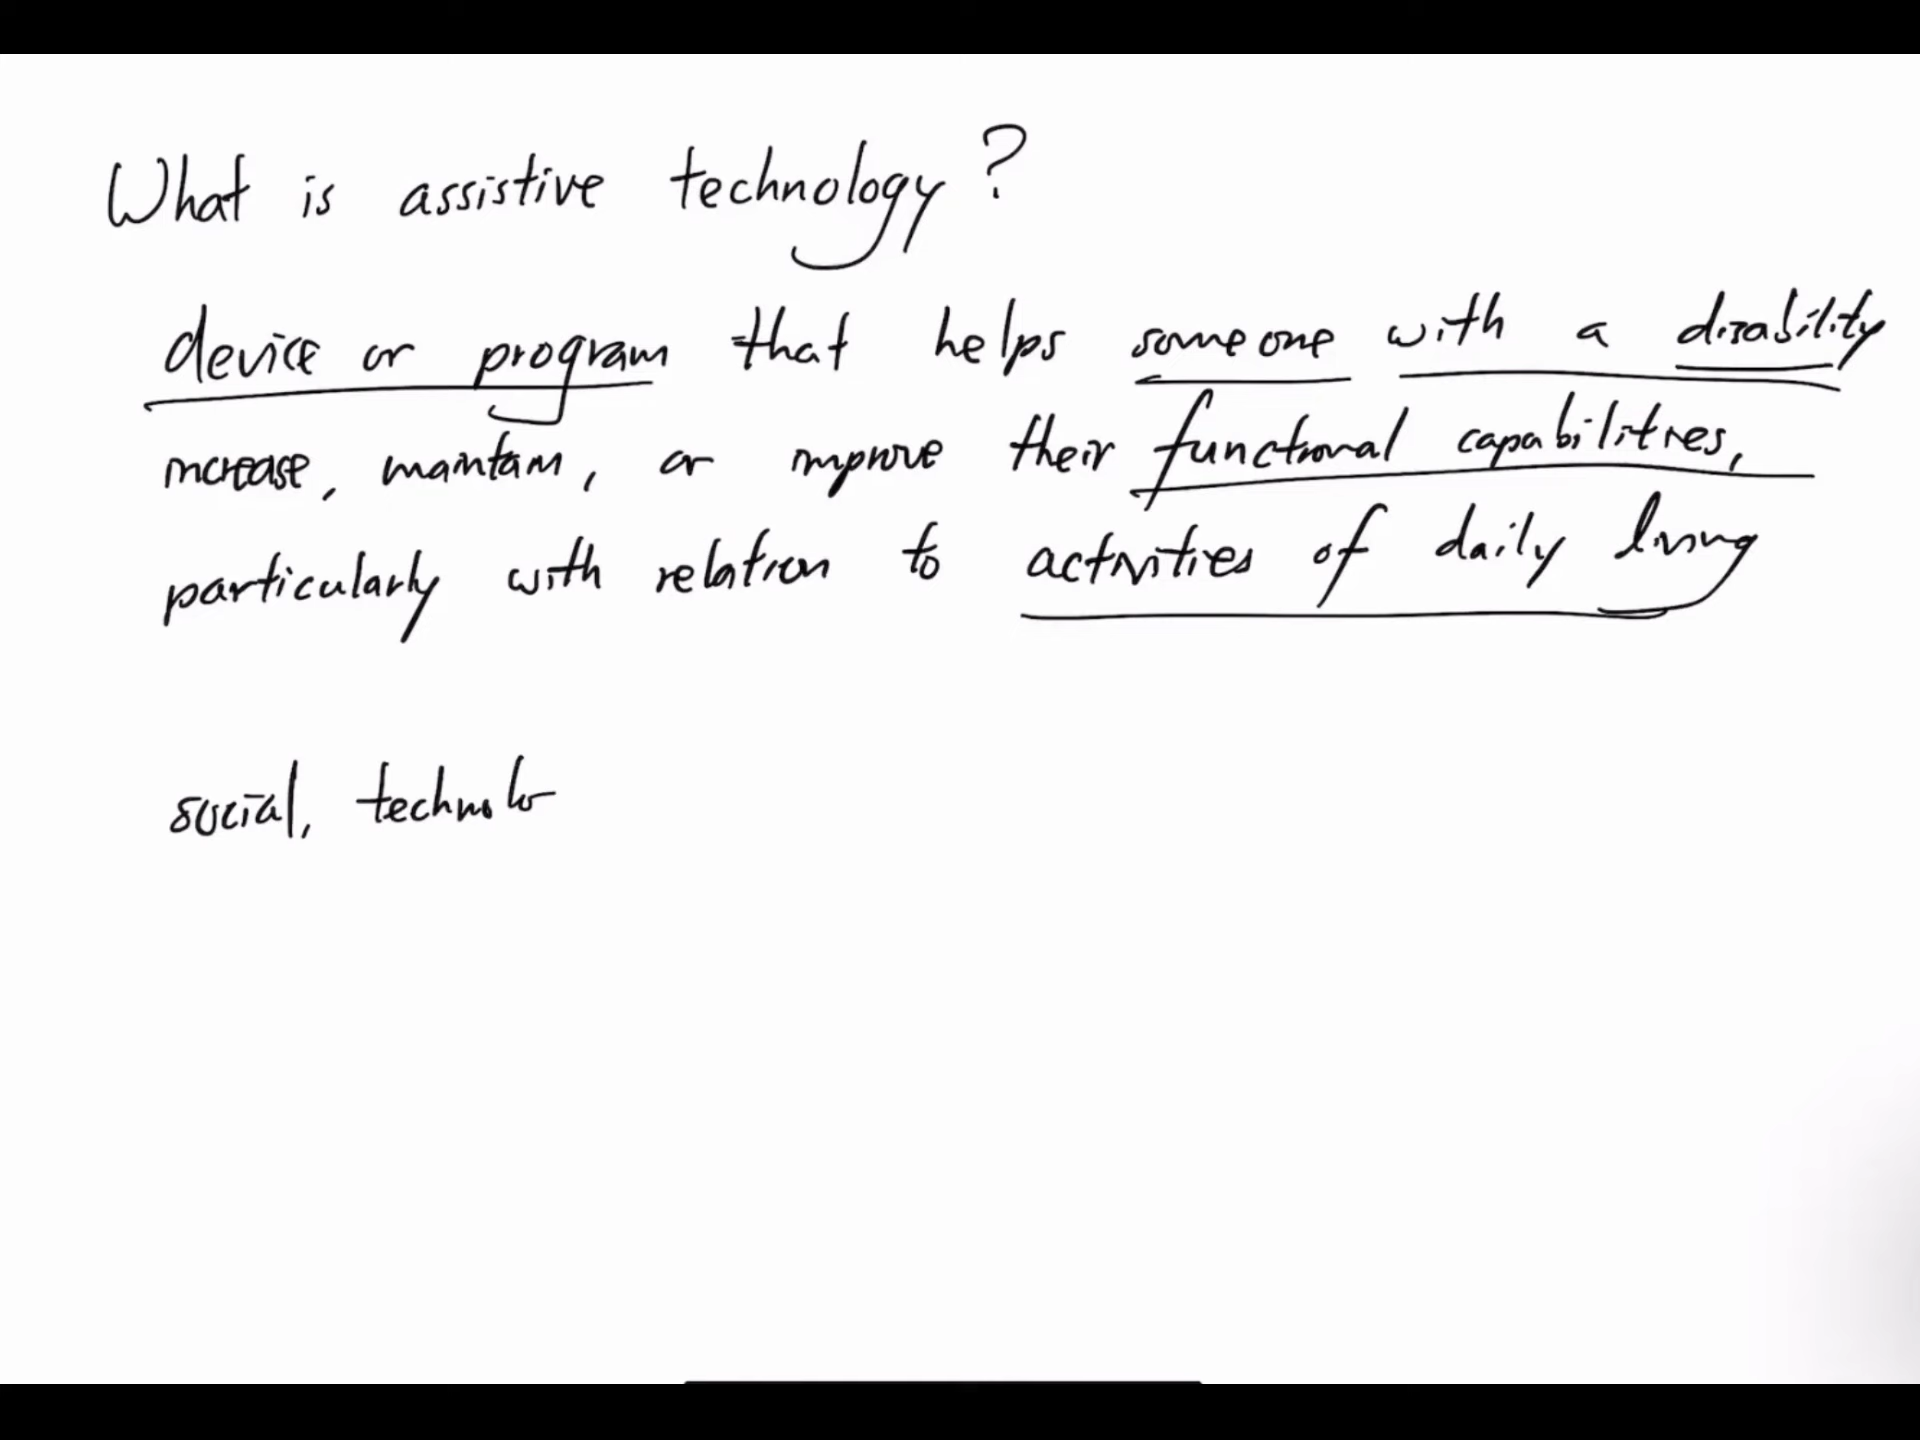 What is assistive technology?
device or program that helps someone with a disability
increase, maintain, or improve their functional capabilities,
particularly with relation to activities of daily living
social, technolo